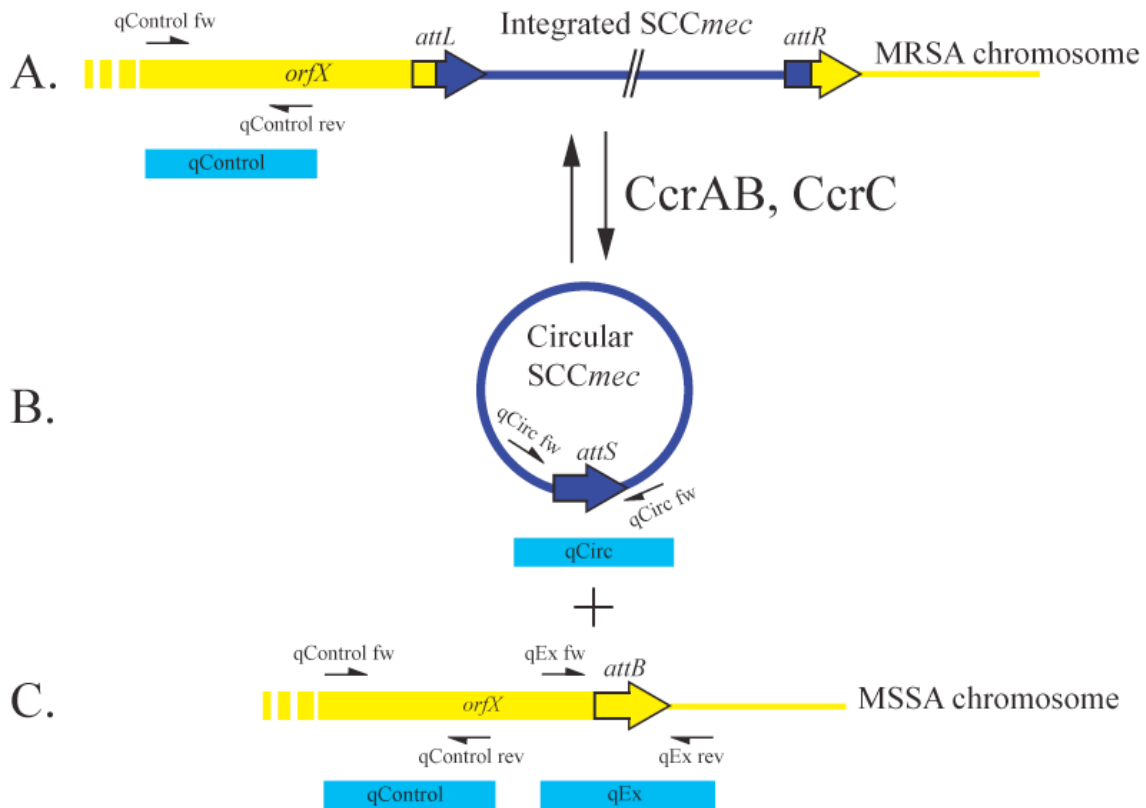 qControl fw
attL
Integrated SCCmec
attR
MRSA chromosome
A.
orfX
qControl rev
qControl
CcrAB, CcrC
Circular
SCCmec
B.
qCirc fw
attS
qCirc fw
qCirc
+
qControl fw
qEx fw
attB
C.
orfX
MSSA chromosome
qControl rev
qEx rev
qControl
qEx